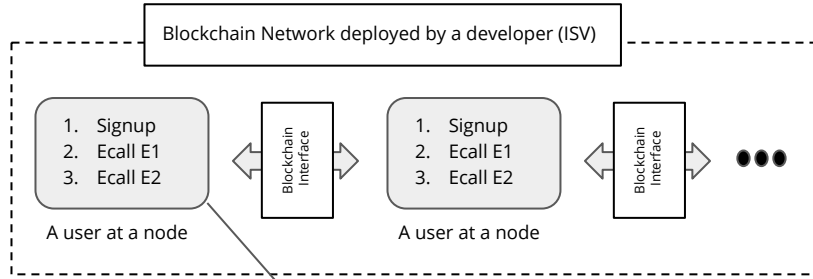 Blockchain Network deployed by a developer (ISV)
1. Signup
2. Ecall E1
3. Ecall E2
A user at a node
Blockchain
Interface
1. Signup
2. Ecall E1
3. Ecall E2
A user at a node
Blockchain
Interface